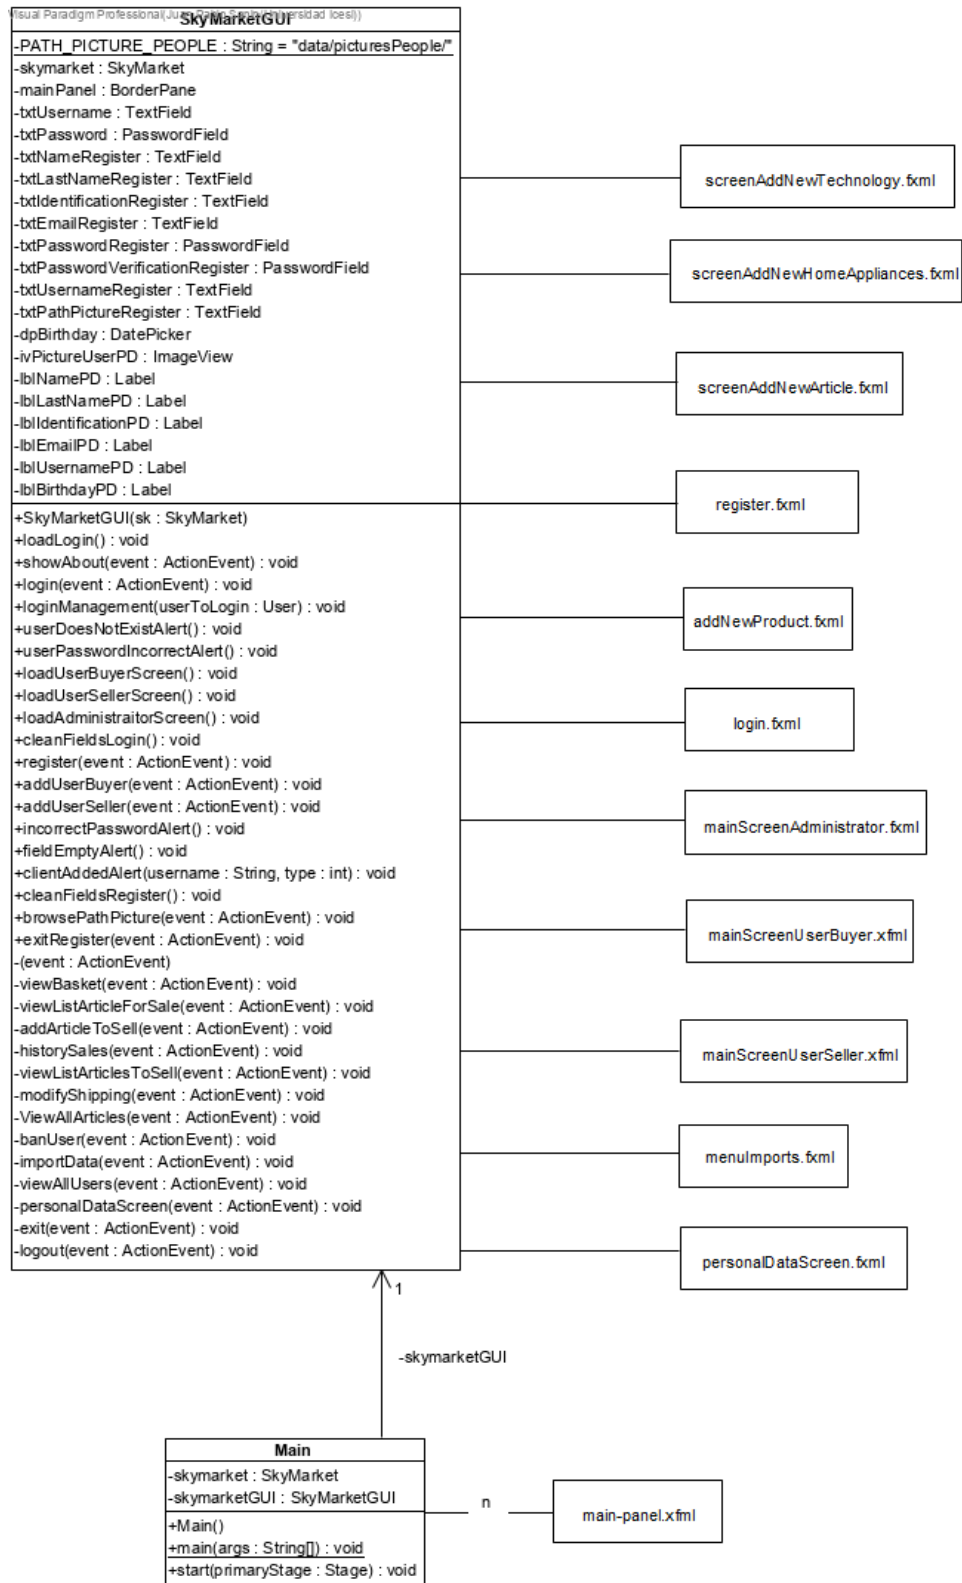 Visual Paradigm Professional(Juan Pablo Sanin(Universidad Icesi))
SkyMarketGUI
-PATH_PICTURE_PEOPLE : String = "data/picturesPeople/"
-skymarket : SkyMarket
-mainPanel : BorderPane
-txtUsername : TextField
-txtPassword : PasswordField
-txtNameRegister : TextField
-txtLastNameRegister : TextField
-txtIdentificationRegister : TextField
-txtEmailRegister : TextField
-txtPasswordRegister : PasswordField
-txtPasswordVerificationRegister : PasswordField
-txtUsernameRegister : TextField
-txtPathPictureRegister : TextField
-dpBirthday : DatePicker
-ivPictureUserPD : ImageView
-lblNamePD : Label
-lblLastNamePD : Label
-lblIdentificationPD : Label
-lblEmailPD : Label
-lblUsernamePD : Label
-lblBirthdayPD : Label
+SkyMarketGUI(sk : SkyMarket)
+loadLogin() : void
+showAbout(event : ActionEvent) : void
+login(event : ActionEvent) : void
+loginManagement(userToLogin : User) : void
+userDoesNotExistAlert() : void
+userPasswordIncorrectAlert() : void
+loadUserBuyerScreen() : void
+loadUserSellerScreen() : void
+loadAdministraitorScreen() : void
+cleanFieldsLogin() : void
+register(event : ActionEvent) : void
+addUserBuyer(event : ActionEvent) : void
+addUserSeller(event : ActionEvent) : void
+incorrectPasswordAlert() : void
+fieldEmptyAlert() : void
+clientAddedAlert(username : String, type : int) : void
+cleanFieldsRegister() : void
+browsePathPicture(event : ActionEvent) : void
+exitRegister(event : ActionEvent) : void
-(event : ActionEvent)
-viewBasket(event : ActionEvent) : void
-viewListArticleForSale(event : ActionEvent) : void
-addArticleToSell(event : ActionEvent) : void
-historySales(event : ActionEvent) : void
-viewListArticlesToSell(event : ActionEvent) : void
-modifyShipping(event : ActionEvent) : void
-ViewAllArticles(event : ActionEvent) : void
-banUser(event : ActionEvent) : void
-importData(event : ActionEvent) : void
-viewAllUsers(event : ActionEvent) : void
-personalDataScreen(event : ActionEvent) : void
-exit(event : ActionEvent) : void
-logout(event : ActionEvent) : void
screenAddNewTechnology.fxml
screenAddNewHomeAppliances.fxml
screenAddNewArticle.fxml
register.fxml
addNewProduct.fxml
login.fxml
mainScreenAdministrator.fxml
mainScreenUserBuyer.xfml
mainScreenUserSeller.xfml
menuImports.fxml
personalDataScreen.fxml
1
-skymarketGUI
Main
-skymarket : SkyMarket
-skymarketGUI : SkyMarketGUI
+Main()
+main(args : String[]) : void
+start(primaryStage : Stage) : void
n
main-panel.xfml